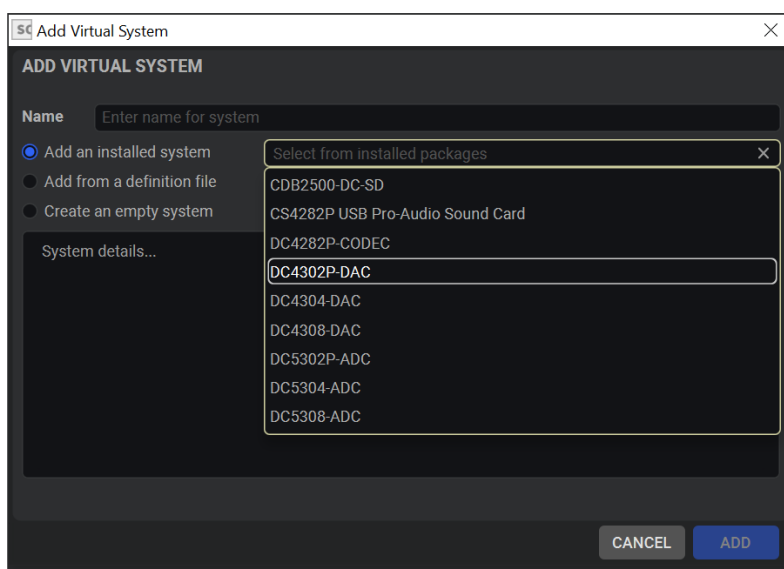 SC Add Virtual System
ADD VIRTUAL SYSTEM
Name Enter name for system
Add an installed system Select from installed packages
Add from a definition file
Create an empty system
System details...
CDB2500-DC-SD
CS4282P USB Pro-Audio Sound Card
DC4282P-CODEC
DC4302P-DAC
DC4304-DAC
DC4308-DAC
DC5302P-ADC
DC5304-ADC
DC5308-ADC
CANCEL ADD